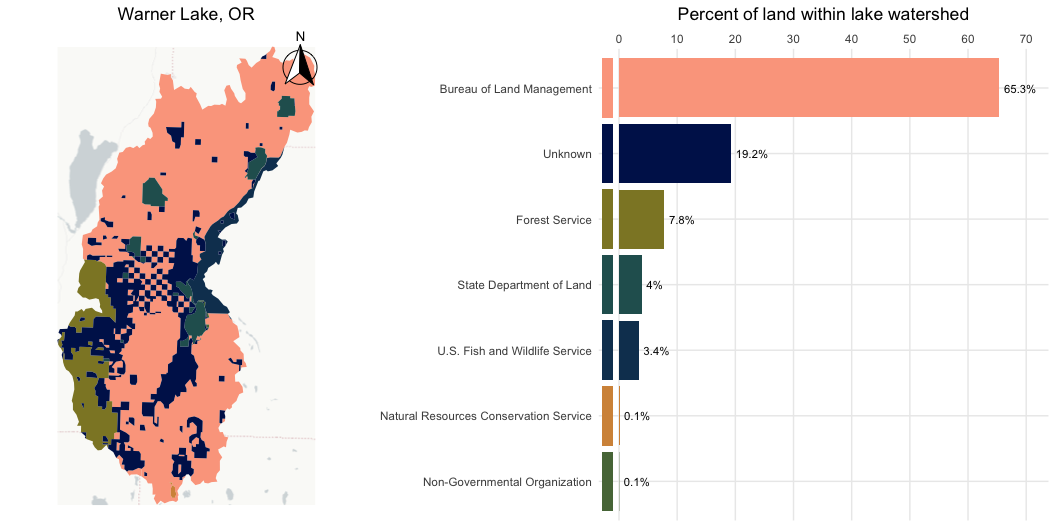 Warner Lake, OR
N
Percent of land within lake watershed
0 10 20 30 40 50 60 70
Bureau of Land Management 65.3%
Unknown 19.2%
Forest Service 7.8%
State Department of Land 4%
U.S. Fish and Wildlife Service 3.4%
Natural Resources Conservation Service 0.1%
Non-Governmental Organization 0.1%